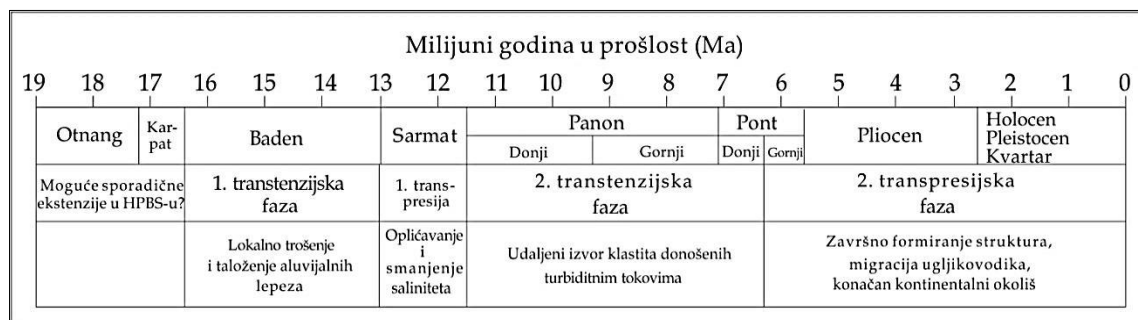 Milijuni godina u prošlost (Ma)
19 18 17 16 15 14 13 12 11 10 9 8 7 6 5 4 3 2 1 0
Otnang
Kar-
pat
Baden
Sarmat
Panon
Donji
Gornji
Pont
Donji
Gornji
Pliocen
Holocen
Pleistocen
Kvartar
Moguće sporadične
ekstenzije u HPBS-u?
1. transtenzijska
faza
1. trans-
presija
2. transtenzijska
faza
2. transpresijska
faza
Lokalno trošenje
i taloženje aluvijalnih
lepeza
Oplićavanje
i
smanjenje
saliniteta
Udaljeni izvor klastita donošenih
turbiditnim tokovima
Završno formiranje struktura,
migracija ugljikovodika,
konačan kontinentalni okoliš